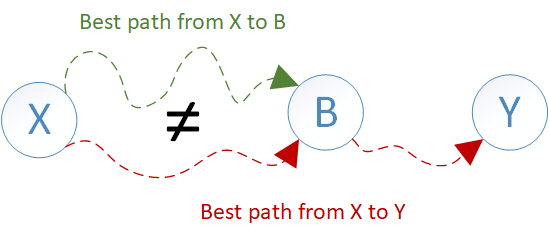 Best path from X to B
X
≠
B
Y
Best path from X to Y